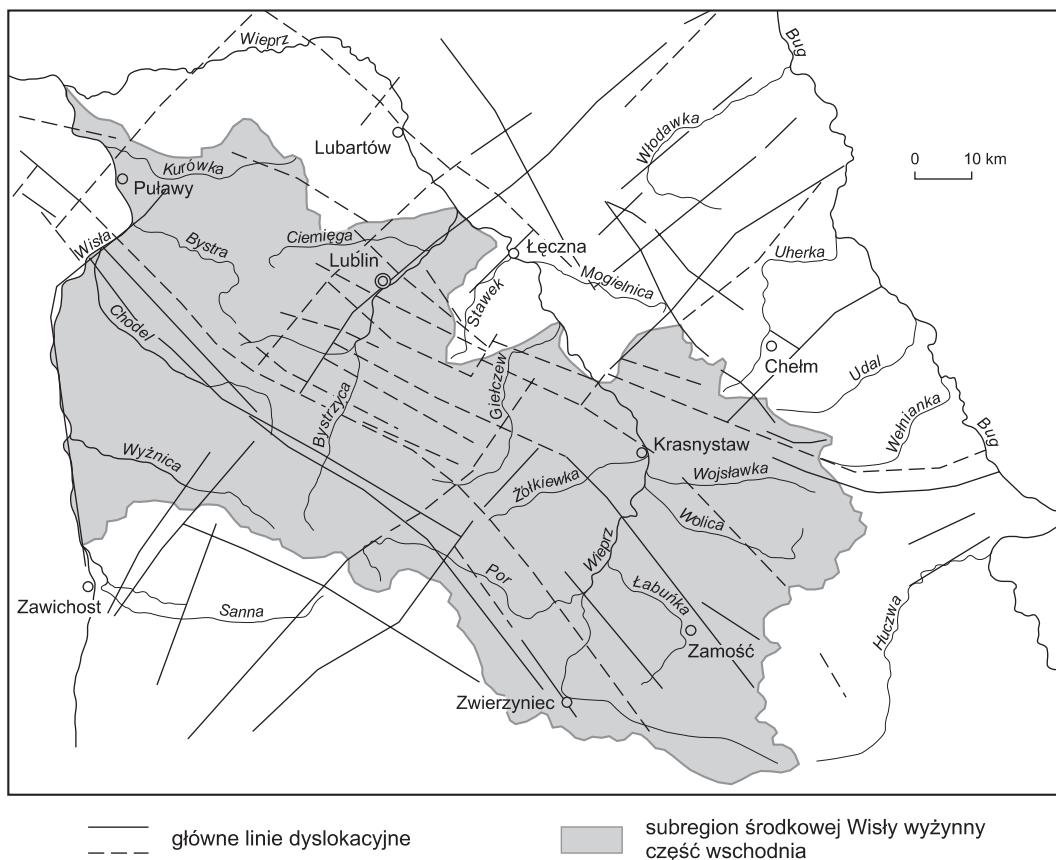 Wieprz
Bug
Lubartów
Włodawka
0 10 km
Kurówka
Puławy
Wisła
Bystra
Ciemięga
Lublin
Łęczna
Mogielnica
Uherka
Stawek
Chodel
Chełm
Udal
Giełczew
Bystrzyca
Wełnianka
Bug
Krasnystaw
Wyżnica
Żółkiewka
Wojsławka
Wolica
Wieprz
Por
Łabuńka
Zawichost
Sanna
Huczwa
Zamość
Zwierzyniec
główne linie dyslokacyjne
subregion środkowej Wisły wyżynny
część wschodnia